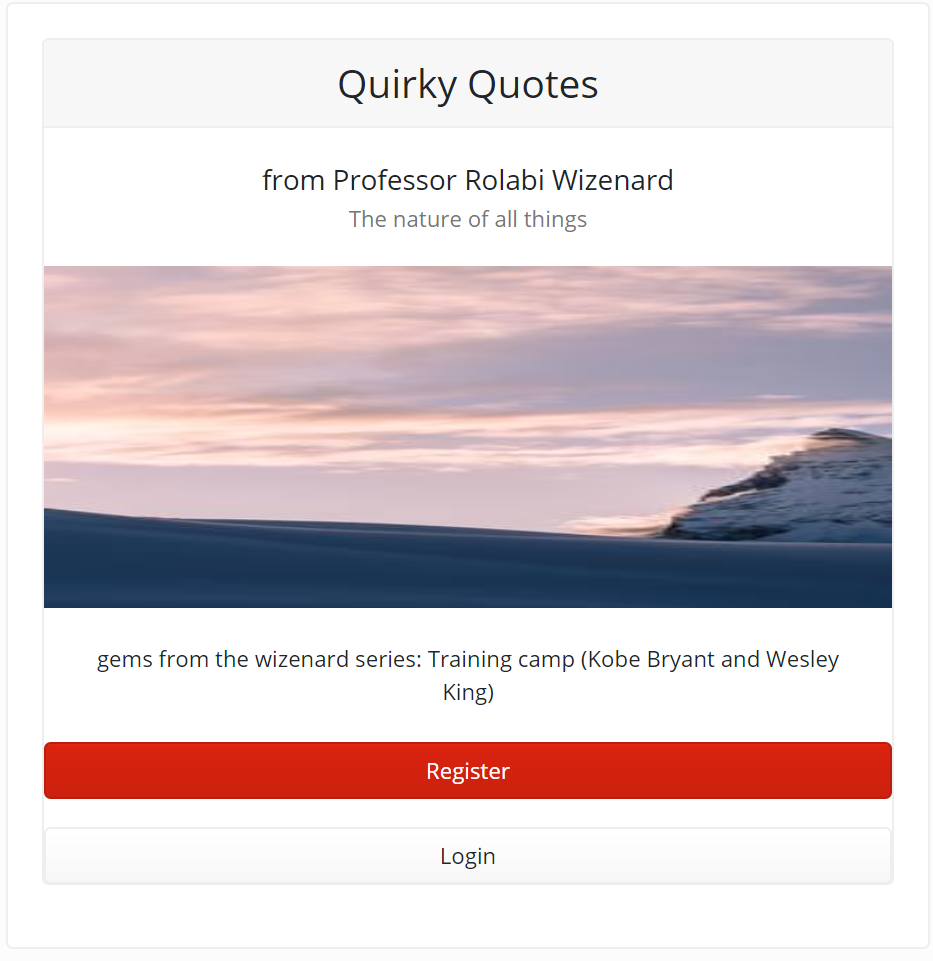 Quirky Quotes
from Professor Rolabi Wizenard
The nature of all things
gems from the wizenard series: Training camp (Kobe Bryant and Wesley
King)
Register
Login